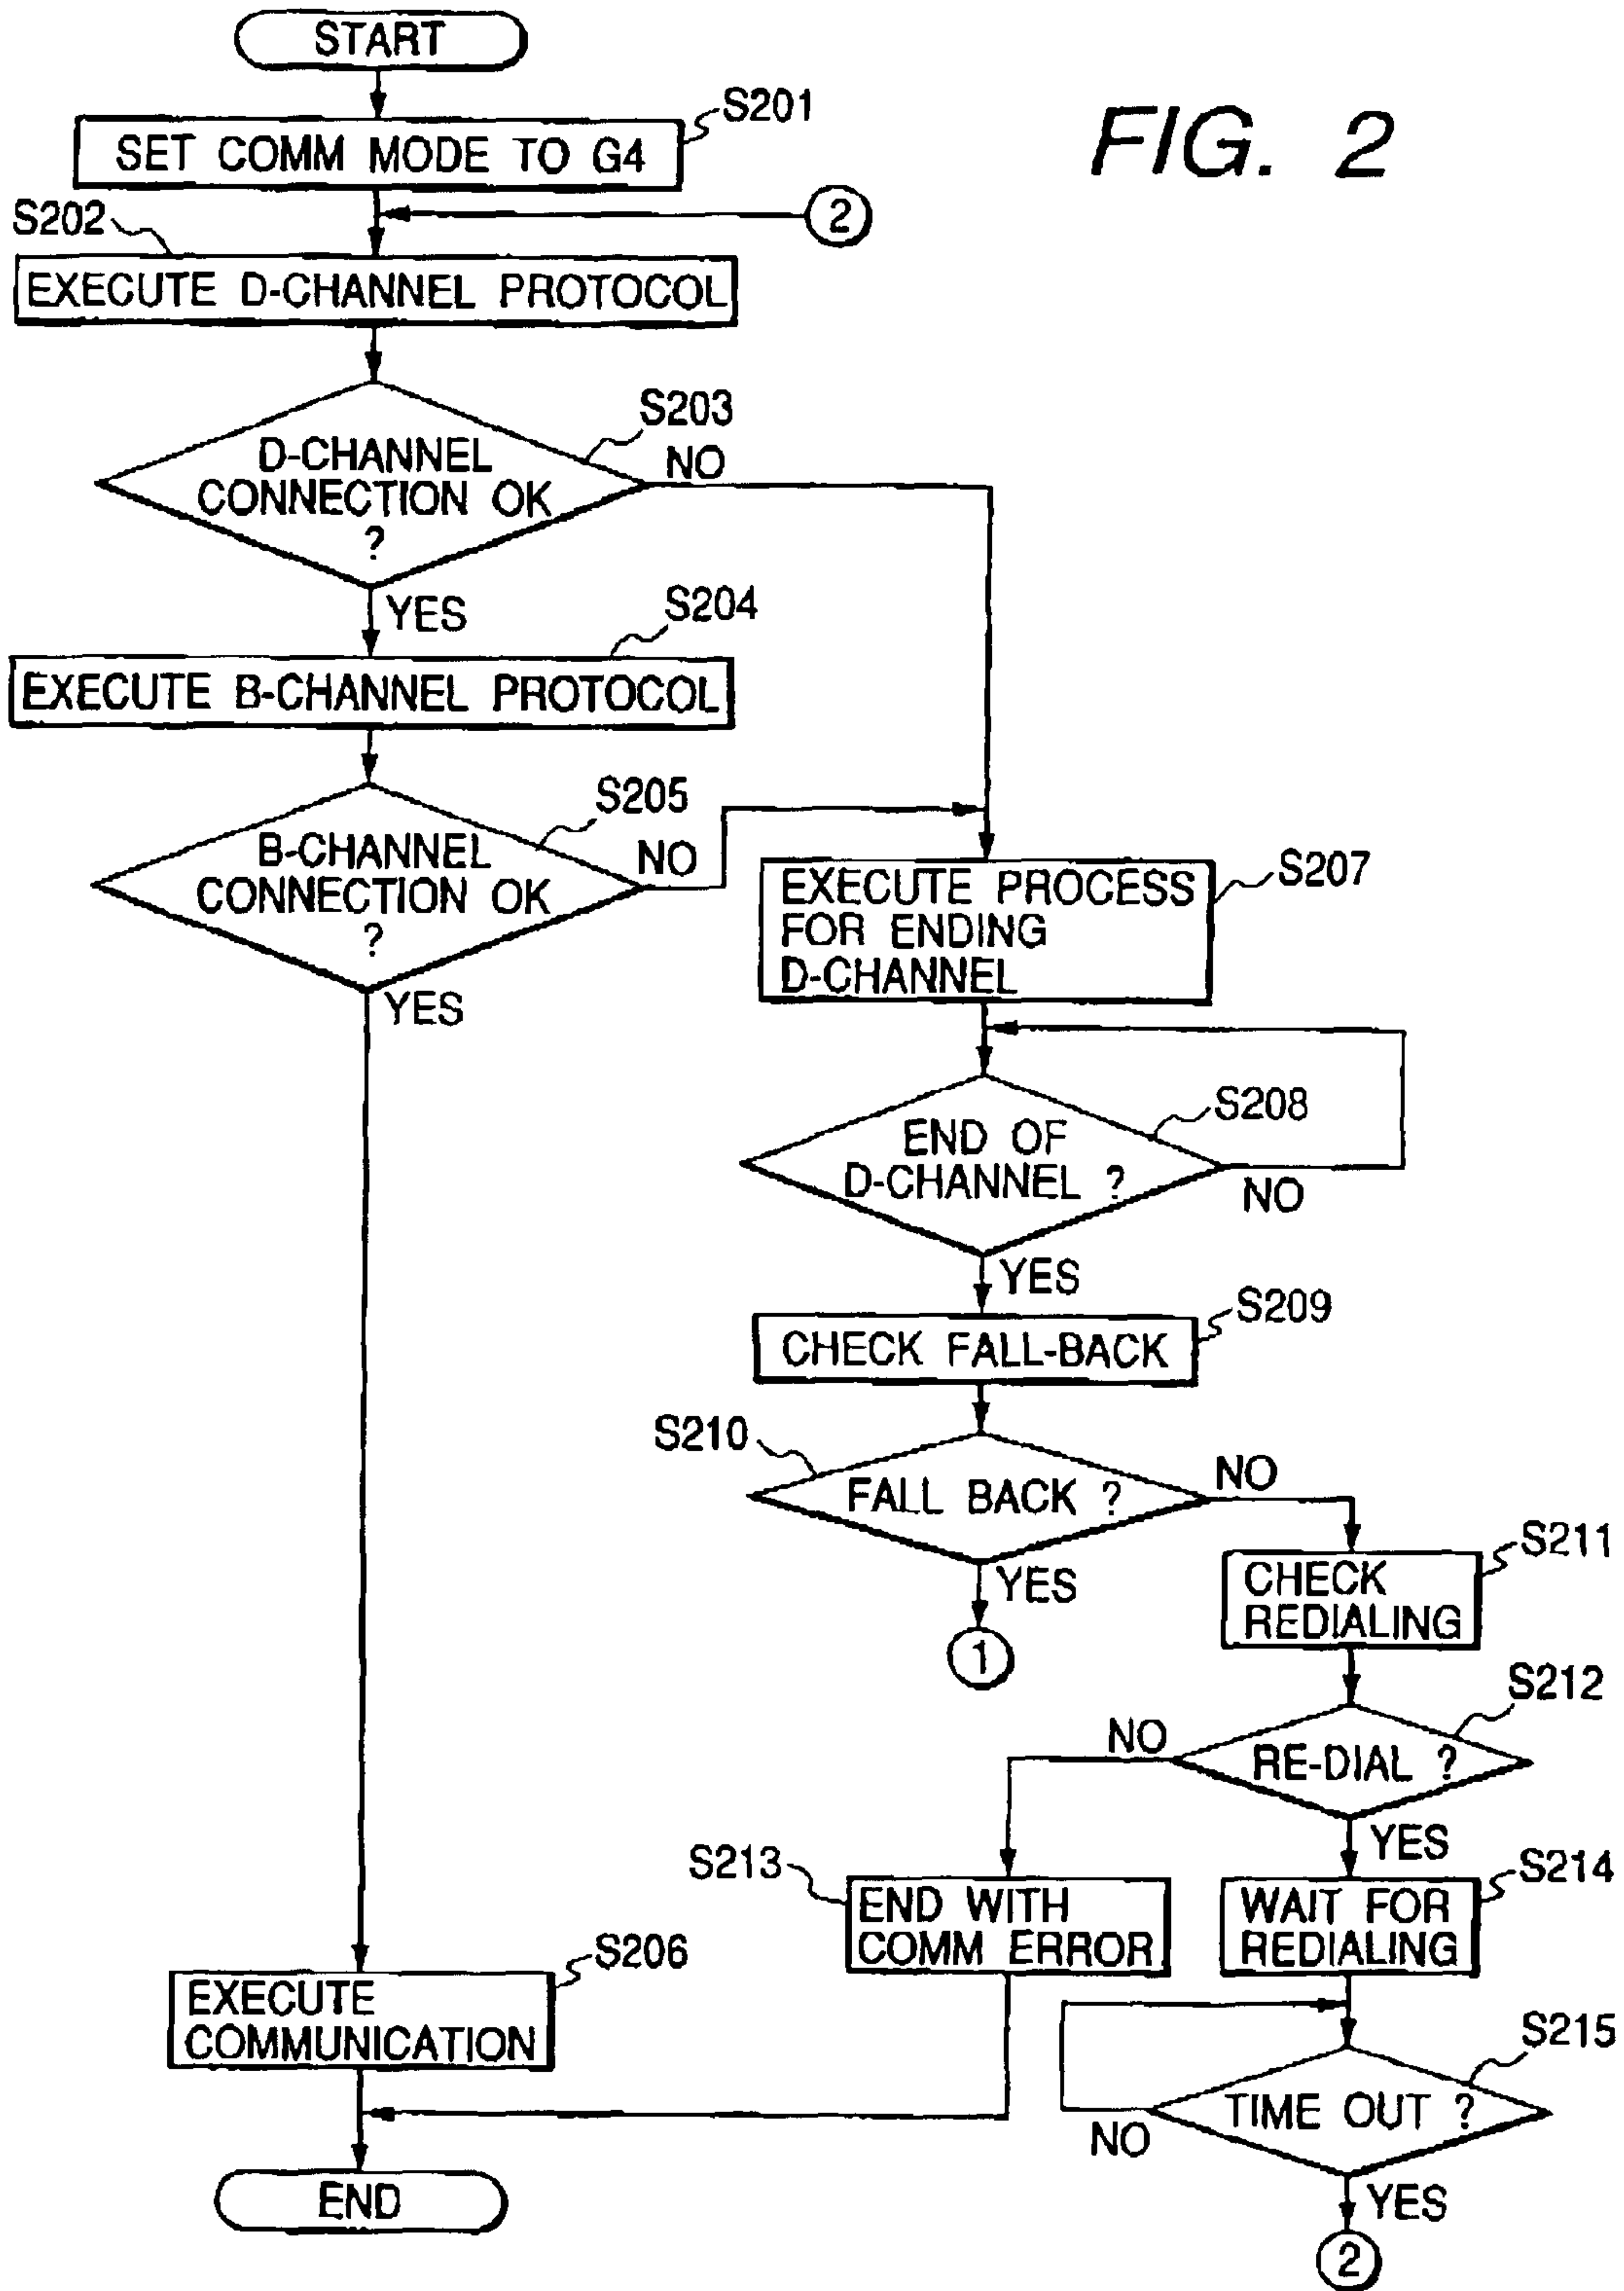 START
FIG. 2
S201
SET COMM MODE TO G4
2
S202
EXECUTE D-CHANNEL PROTOCOL
S203
D-CHANNEL
CONNECTION OK
?
NO
YES
S204
EXECUTE B-CHANNEL PROTOCOL
S205
B-CHANNEL
CONNECTION OK
?
NO
YES
S207
EXECUTE PROCESS
FOR ENDING
D-CHANNEL
S208
END OF
D-CHANNEL ?
NO
YES
S209
CHECK FALL-BACK
S210
FALL BACK ?
NO
YES
1
S211
CHECK
REDIALING
S212
RE-DIAL ?
NO
YES
S213
END WITH
COMM ERROR
S214
WAIT FOR
REDIALING
S206
EXECUTE
COMMUNICATION
S215
TIME OUT ?
NO
YES
2
END